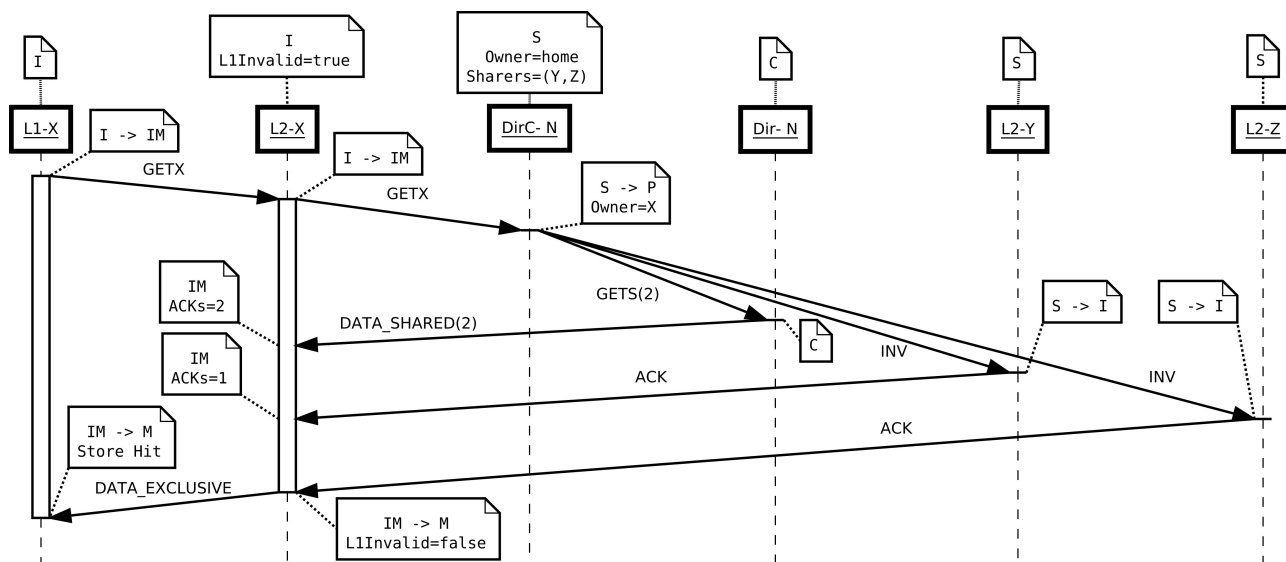 I
I
L1Invalid=true
S
Owner=home
Sharers=(Y,Z)
C
S
S
L1-X
L2-X
DirC- N
Dir- N
L2-Y
L2-Z
I -> IM
I -> IM
GETX
GETX
S -> P
Owner=X
IM
ACKs=2
GETS(2)
S -> I
S -> I
DATA_SHARED(2)
C
INV
IM
ACKs=1
ACK
INV
IM -> M
Store Hit
ACK
DATA_EXCLUSIVE
IM -> M
L1Invalid=false